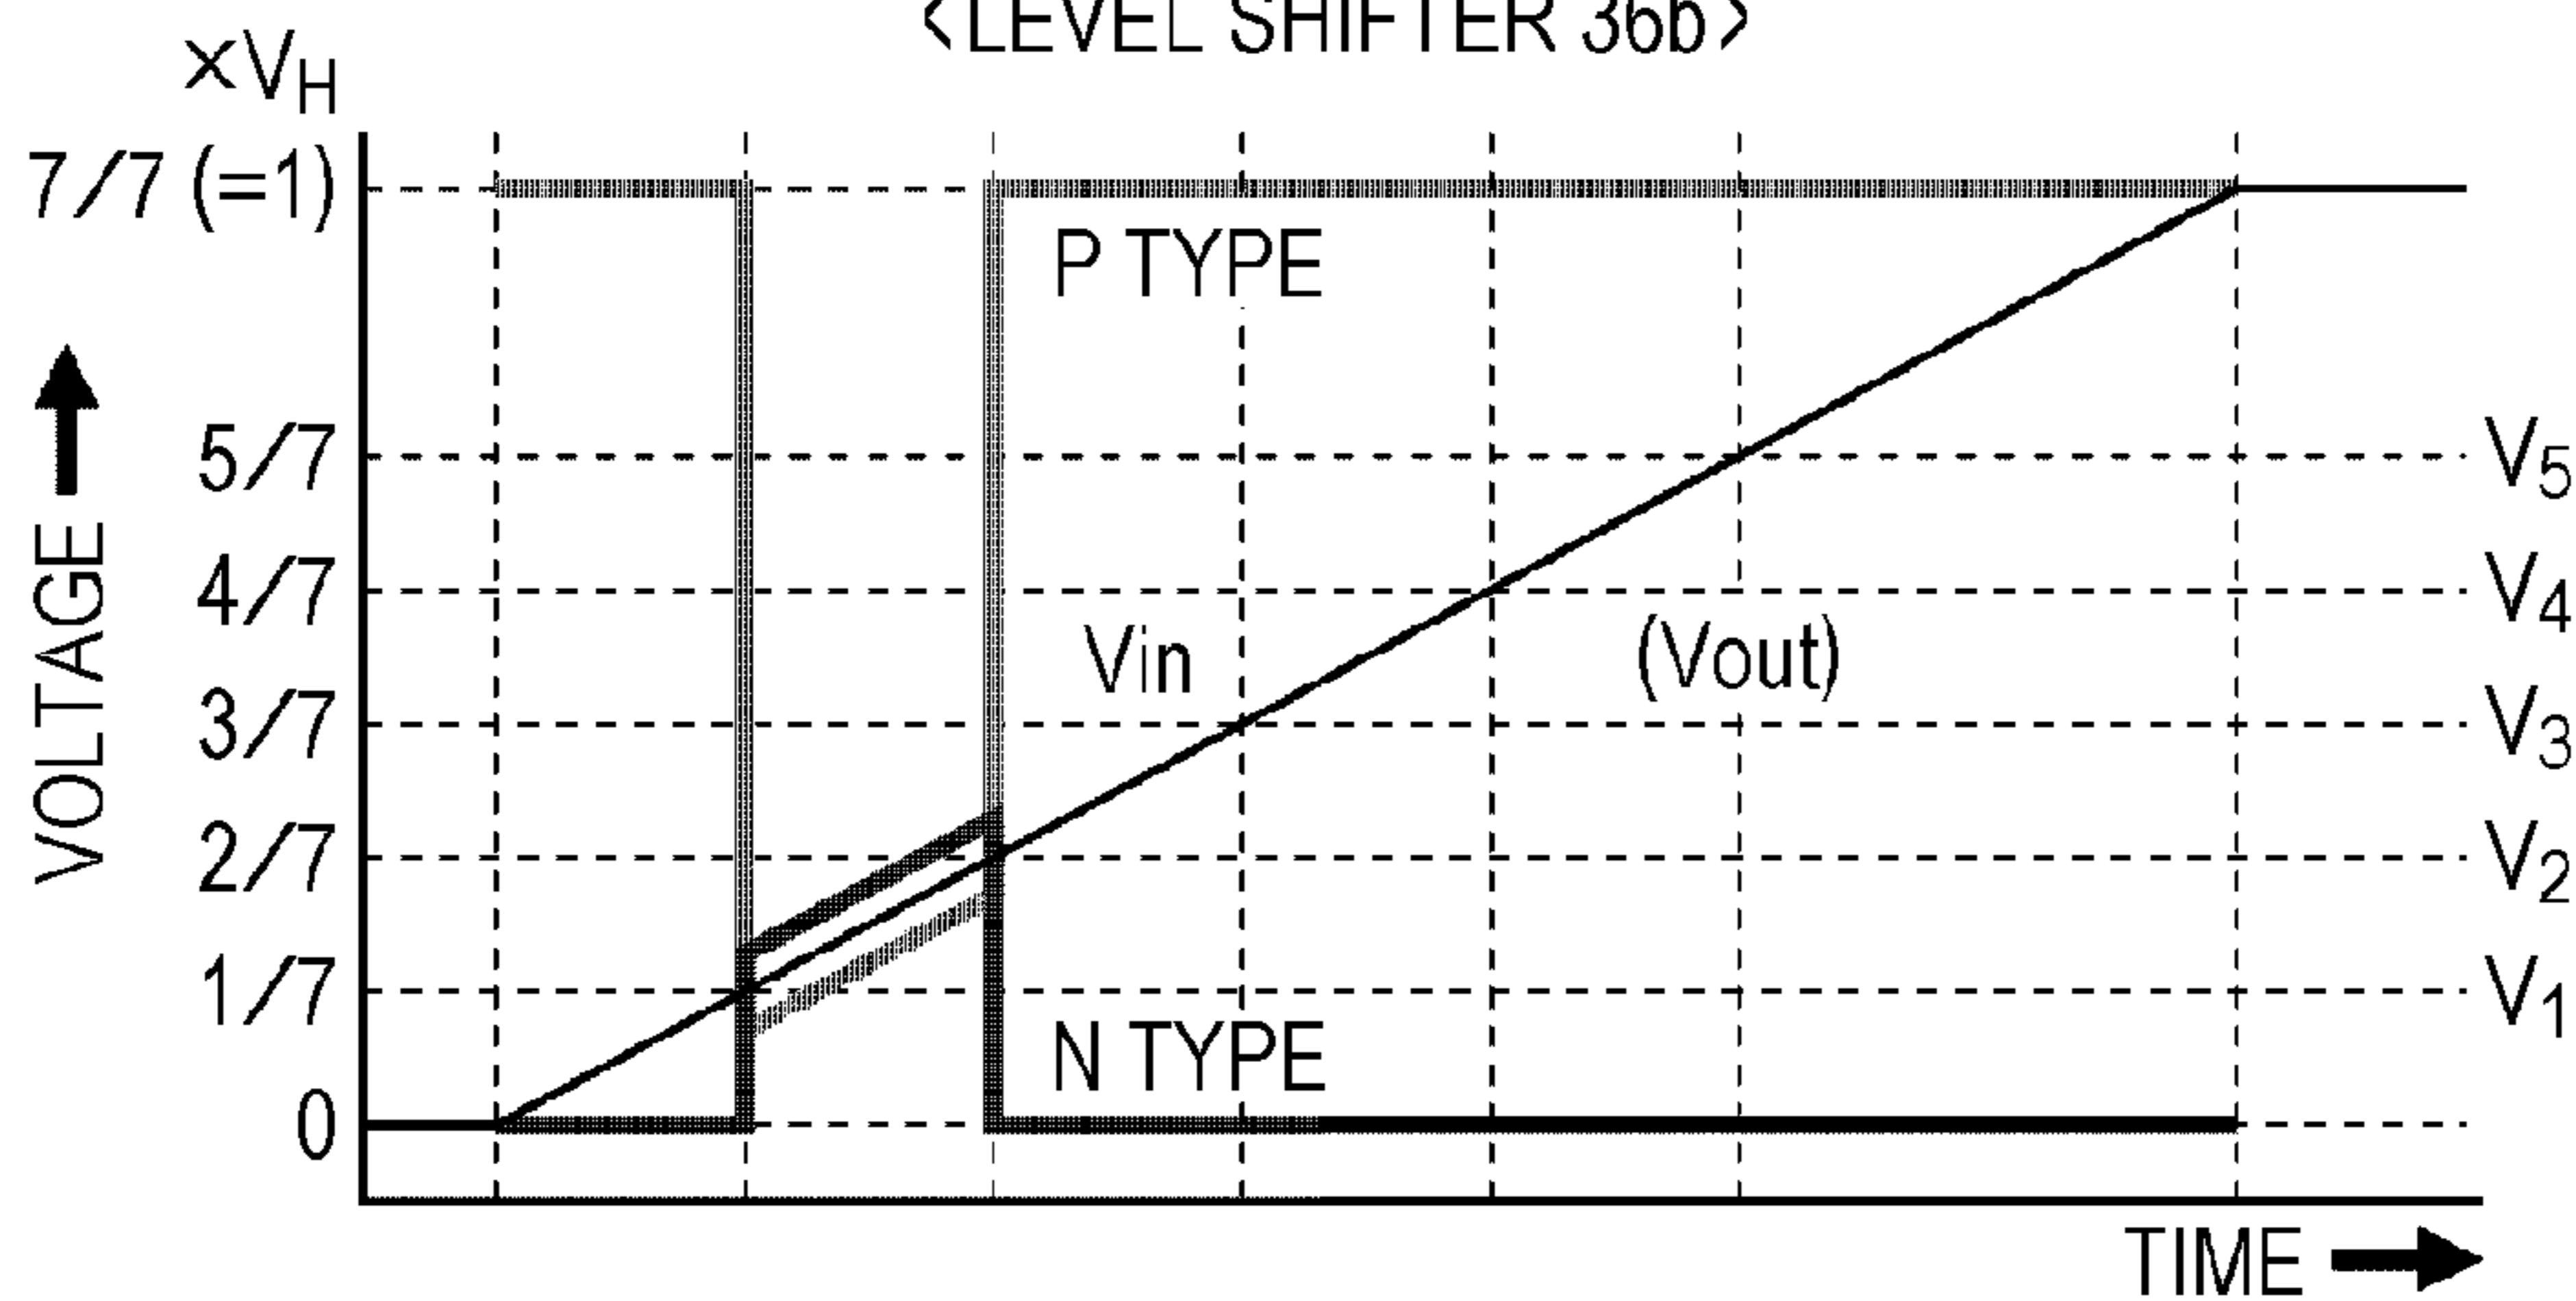 <LEVEL SHIFTER 36b>
×VH
7/7 (=1)
P TYPE
5/7
V5
4/7
V4
Vin
(Vout)
3/7
V3
2/7
V2
1/7
V1
N TYPE
0
VOLTAGE
TIME